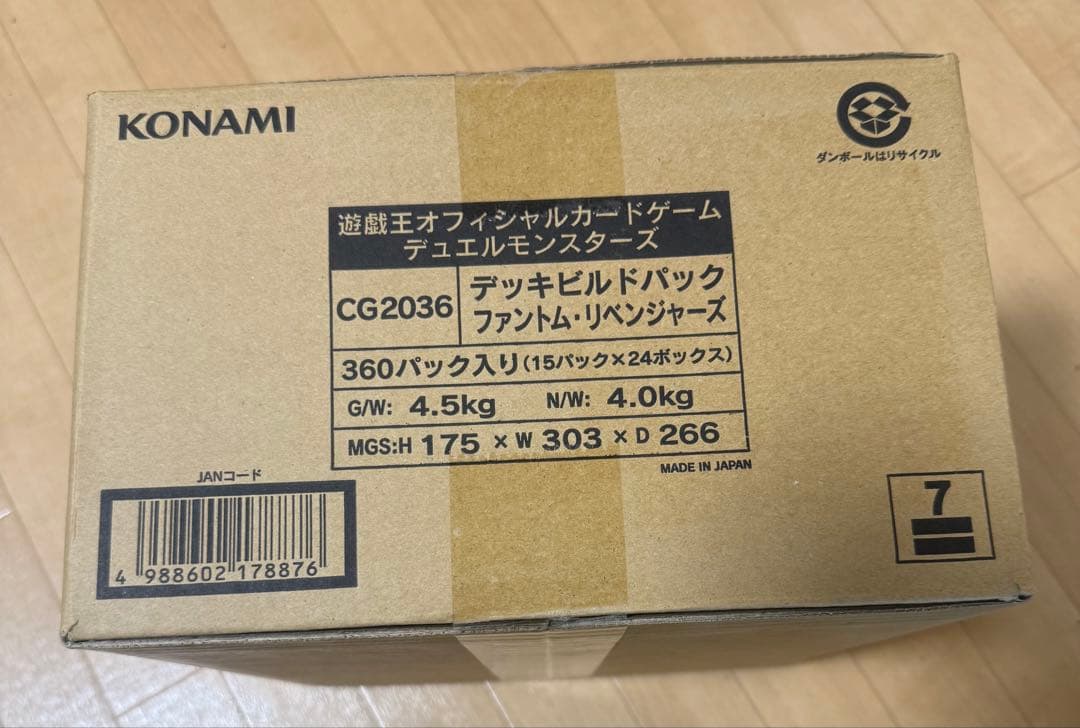 KONAMI
ダンボールはリサイクル
遊戯王オフィシャルカードゲーム
デュエルモンスターズ
CG2036
デッキビルドパック
ファントム・リベンジャーズ
360パック入り(15パック×24ボックス)
G/W: 4.5kg N/W: 4.0kg
MGS:H 175 × W 303 × D 266
MADE IN JAPAN
JANコード
4 988602 178876
7